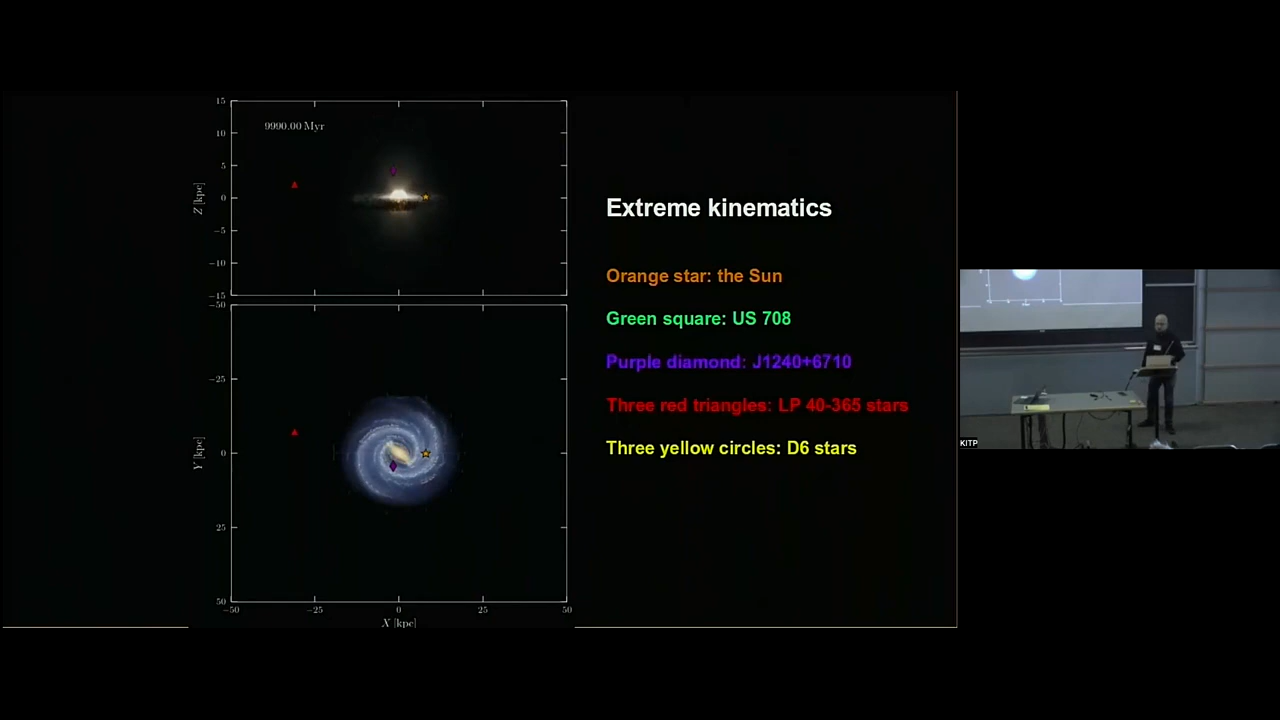 15
9990.00 Myr
10
5
0
−5
−10
−15
Z [kpc]
−50
−25
0
25
50
Y [kpc]
−50
−25
0
25
50
X [kpc]
Extreme kinematics
Orange star: the Sun
Green square: US 708
Purple diamond: J1240+6710
Three red triangles: LP 40-365 stars
Three yellow circles: D6 stars
KITP